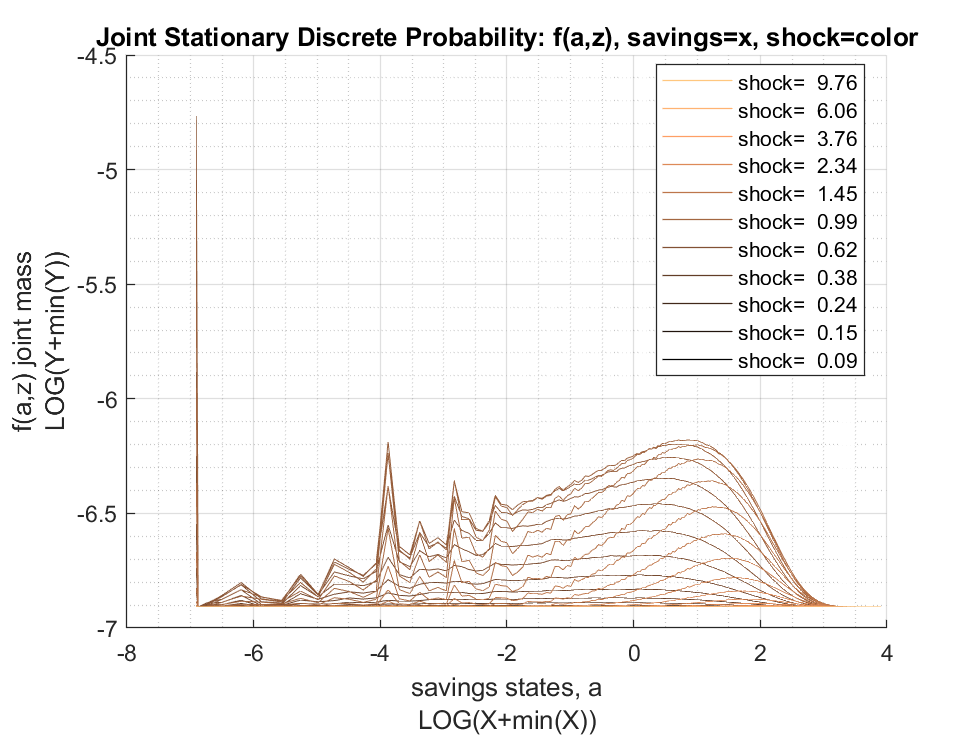 Joint Stationary Discrete Probability: f(a,z), savings=x, shock=color
-4.5
-5
-5.5
-6
-6.5
-7
f(a,z) joint mass
LOG(Y+min(Y))
shock= 9.76
shock= 6.06
shock= 3.76
shock= 2.34
shock= 1.45
shock= 0.99
shock= 0.62
shock= 0.38
shock= 0.24
shock= 0.15
shock= 0.09
-8 -6 -4 -2 0 2 4
savings states, a
LOG(X+min(X))